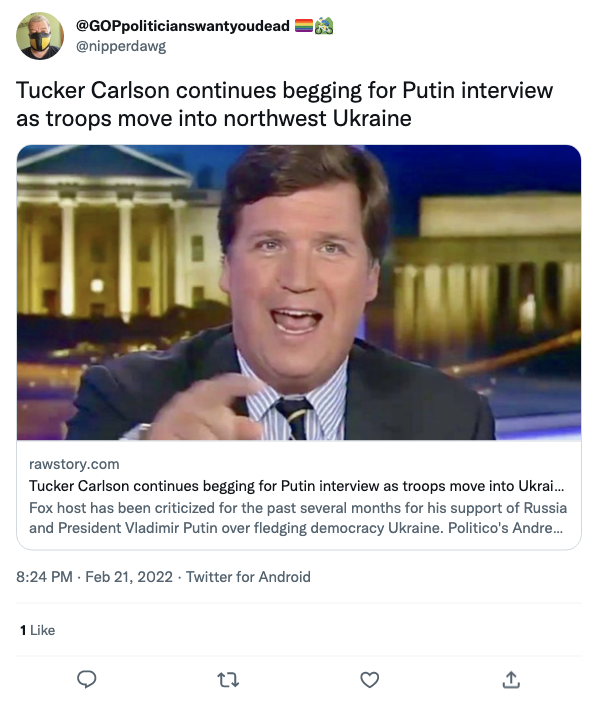 @GOPpoliticianswantyoudead 🏳️‍🌈🚵
@nipperdawg
Tucker Carlson continues begging for Putin interview
as troops move into northwest Ukraine
rawstory.com
Tucker Carlson continues begging for Putin interview as troops move into Ukrai...
Fox host has been criticized for the past several months for his support of Russia
and President Vladimir Putin over fledging democracy Ukraine. Politico's Andre...
8:24 PM · Feb 21, 2022 · Twitter for Android
1 Like